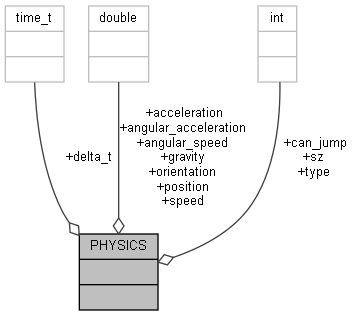 time_t
double
int
+delta_t
+acceleration
+angular_acceleration
+angular_speed
+gravity
+orientation
+position
+speed
+can_jump
+sz
+type
PHYSICS